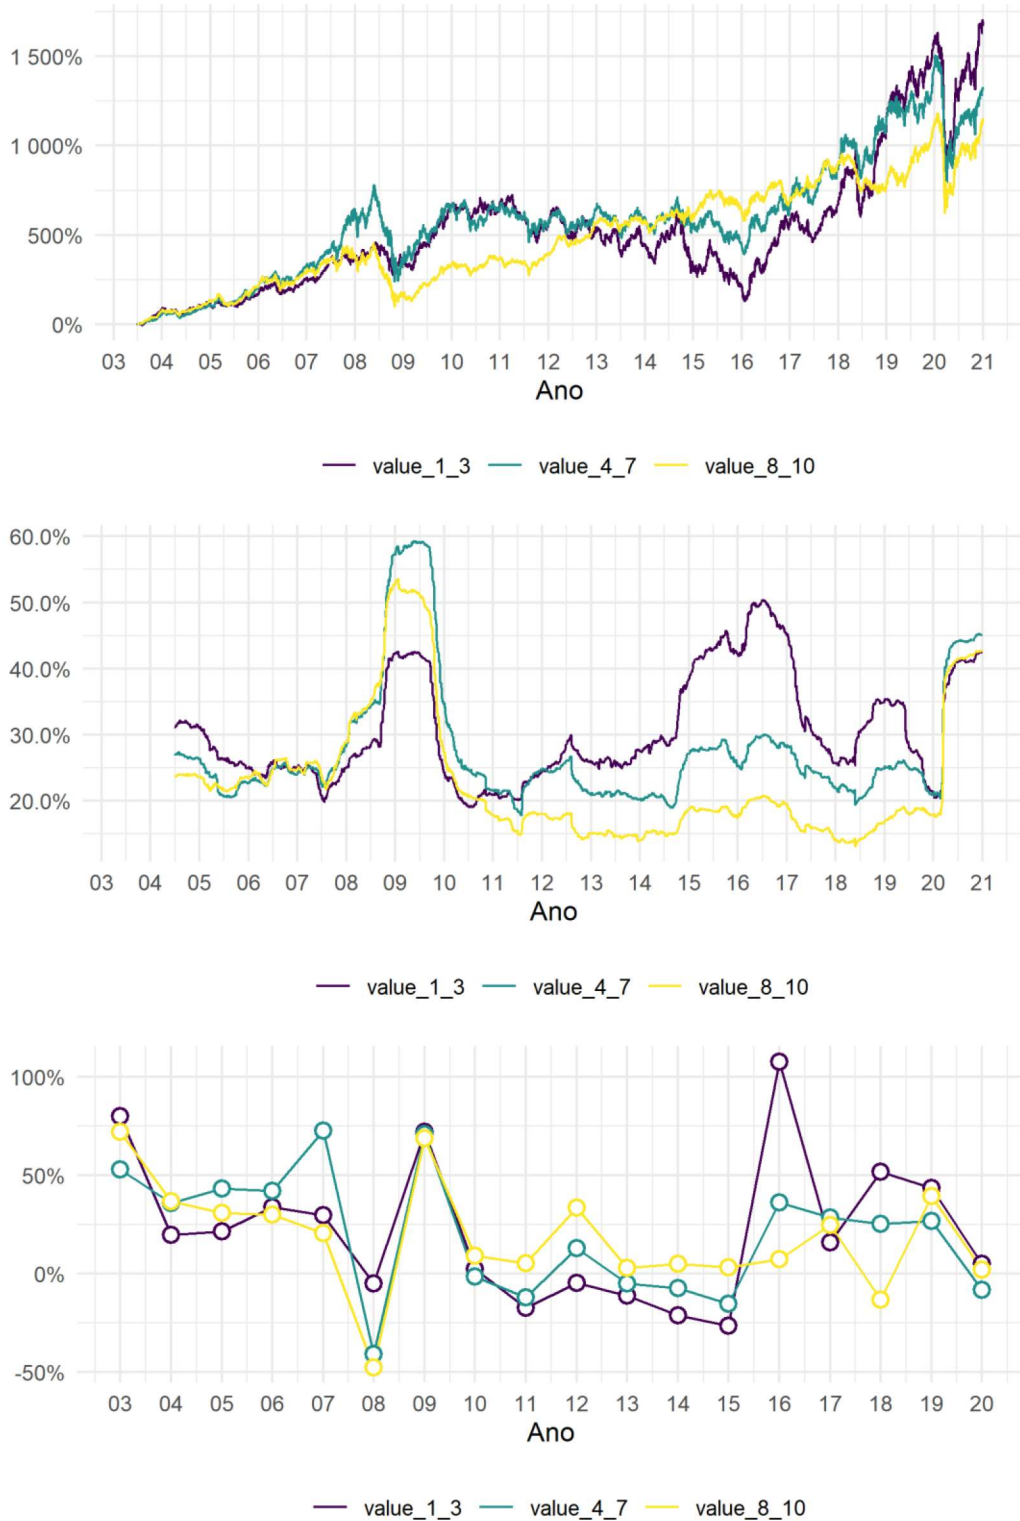 1 500%
1 000%
500%
0%
03 04 05 06 07 08 09 10 11 12 13 14 15 16 17 18 19 20 21
Ano
value_1_3 value_4_7 value_8_10
60.0%
50.0%
40.0%
30.0%
20.0%
03 04 05 06 07 08 09 10 11 12 13 14 15 16 17 18 19 20 21
Ano
value_1_3 value_4_7 value_8_10
100%
50%
0%
-50%
03 04 05 06 07 08 09 10 11 12 13 14 15 16 17 18 19 20
Ano
value_1_3 value_4_7 value_8_10